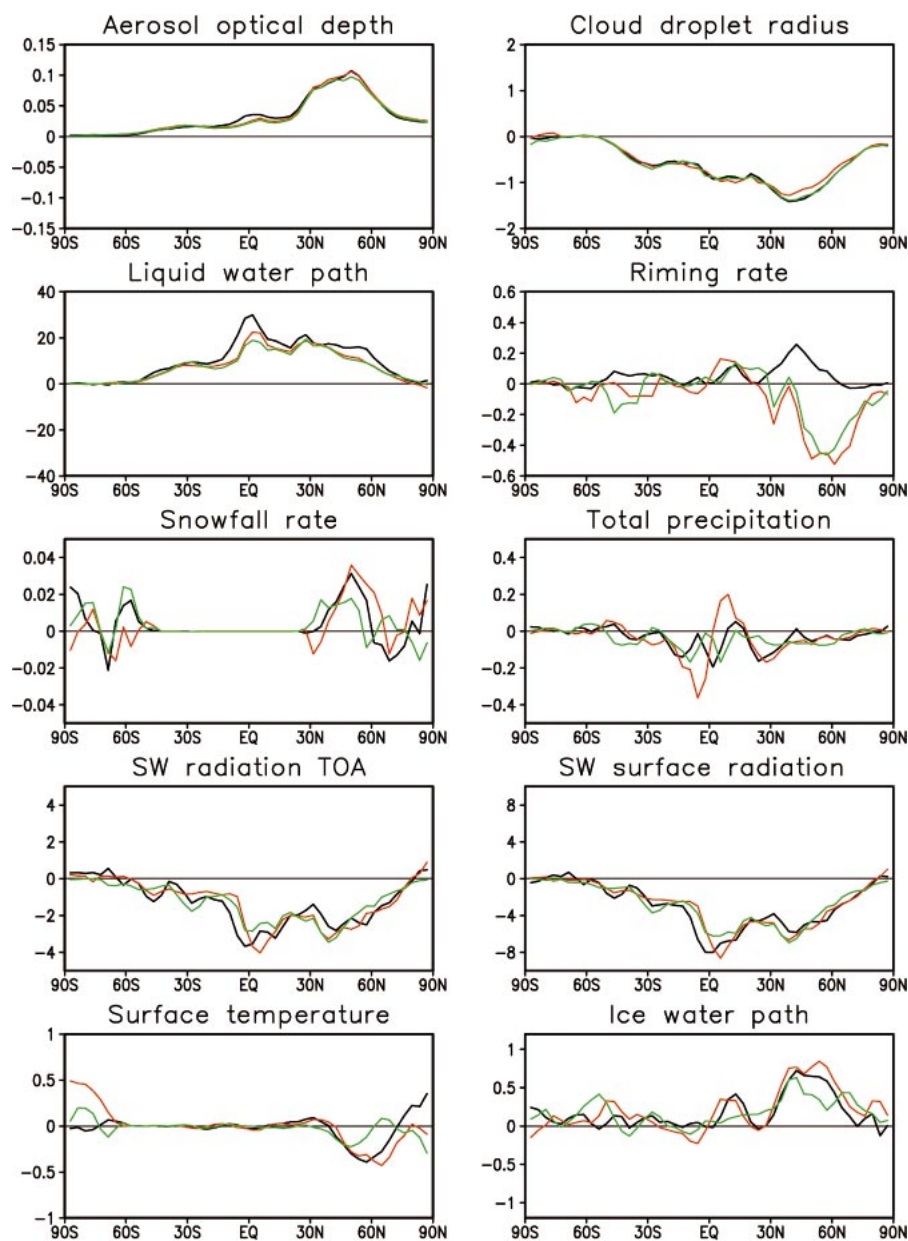 Aerosol optical depth
0.15
0.1
0.05
0
−0.05
−0.1
−0.15
90S 60S 30S EQ 30N 60N 90N
Cloud droplet radius
2
1
0
−1
−2
90S 60S 30S EQ 30N 60N 90N
Liquid water path
40
20
0
−20
−40
90S 60S 30S EQ 30N 60N 90N
Riming rate
0.6
0.4
0.2
0
−0.2
−0.4
−0.6
90S 60S 30S EQ 30N 60N 90N
Snowfall rate
0.04
0.02
0
−0.02
−0.04
90S 60S 30S EQ 30N 60N 90N
Total precipitation
0.4
0.2
0
−0.2
−0.4
90S 60S 30S EQ 30N 60N 90N
SW radiation TOA
4
2
0
−2
−4
90S 60S 30S EQ 30N 60N 90N
SW surface radiation
8
4
0
−4
−8
90S 60S 30S EQ 30N 60N 90N
Surface temperature
1
0.5
0
−0.5
−1
90S 60S 30S EQ 30N 60N 90N
Ice water path
1
0.5
0
−0.5
−1
90S 60S 30S EQ 30N 60N 90N